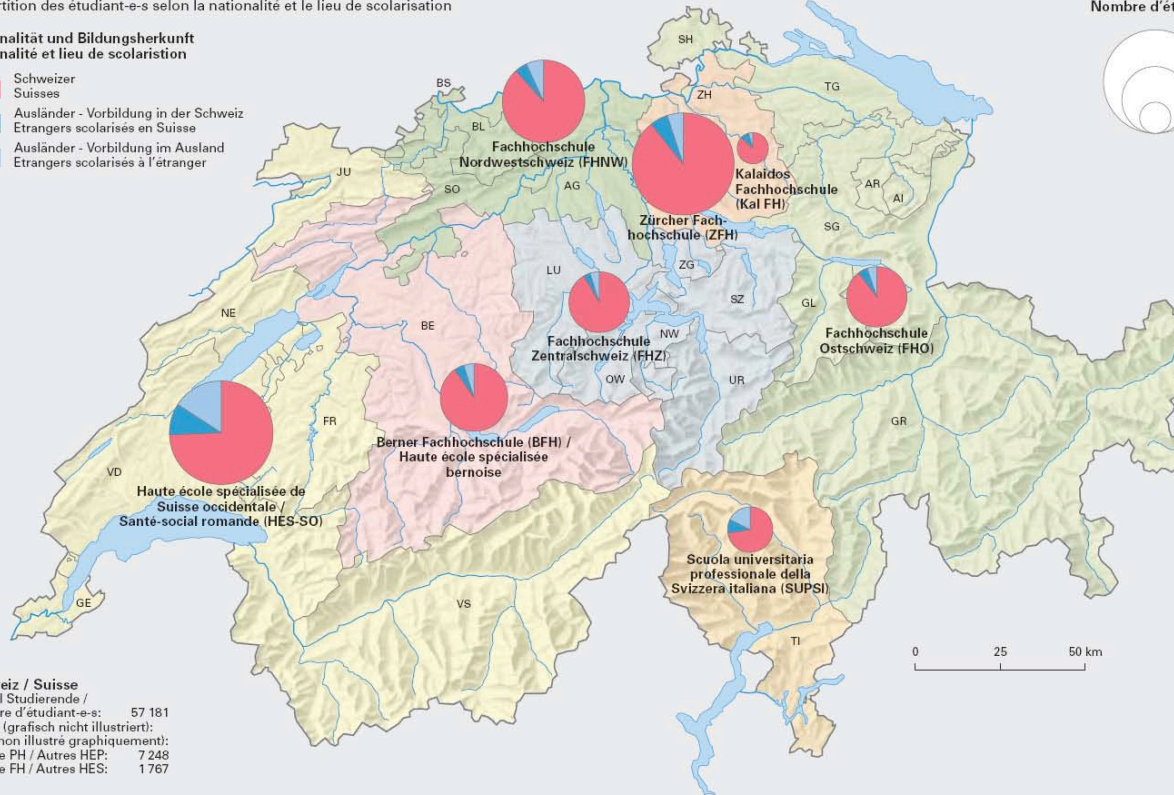 rtition des étudiant-e-s selon la nationalité et le lieu de scolarisation
Nombre d'ét
nalität und Bildungsherkunft
nalité et lieu de scolaristion
Schweizer
Suisses
Ausländer - Vorbildung in der Schweiz
Etrangers scolarisés en Suisse
Ausländer - Vorbildung im Ausland
Etrangers scolarisés à l'étranger
SH
BS
TG
ZH
BL
Fachhochschule
Nordwestschweiz (FHNW)
JU
SO
AG
Kalaidos
Fachhochschule
(Kal FH)
AR
AI
Zürcher Fach-
hochschule (ZFH)
SG
LU
ZG
SZ
GL
NE
BE
Fachhochschule
Zentralschweiz (FHZ)
NW
OW
UR
Fachhochschule
Ostschweiz (FHO)
FR
GR
Berner Fachhochschule (BFH) /
Haute école spécialisée
bernoise
VD
Haute école spécialisée de
Suisse occidentale /
Santé-social romande (HES-SO)
Scuola universitaria
professionale della
Svizzera italiana (SUPSI)
GE
VS
TI
0 25 50 km
eiz / Suisse
l Studierende /
re d'étudiant-e-s: 57 181
(grafisch nicht illustriert):
non illustré graphiquement):
e PH / Autres HEP: 7 248
e FH / Autres HES: 1 767